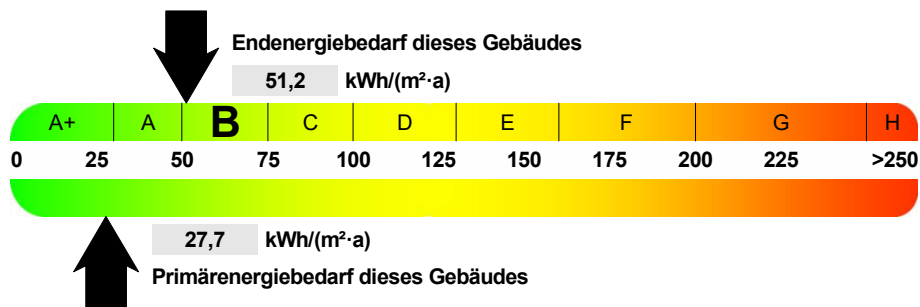 Endenergiebedarf dieses Gebäudes
51,2 kWh/(m²·a)
A+ A B C D E F G H
0 25 50 75 100 125 150 175 200 225 >250
27,7 kWh/(m²·a)
Primärenergiebedarf dieses Gebäudes